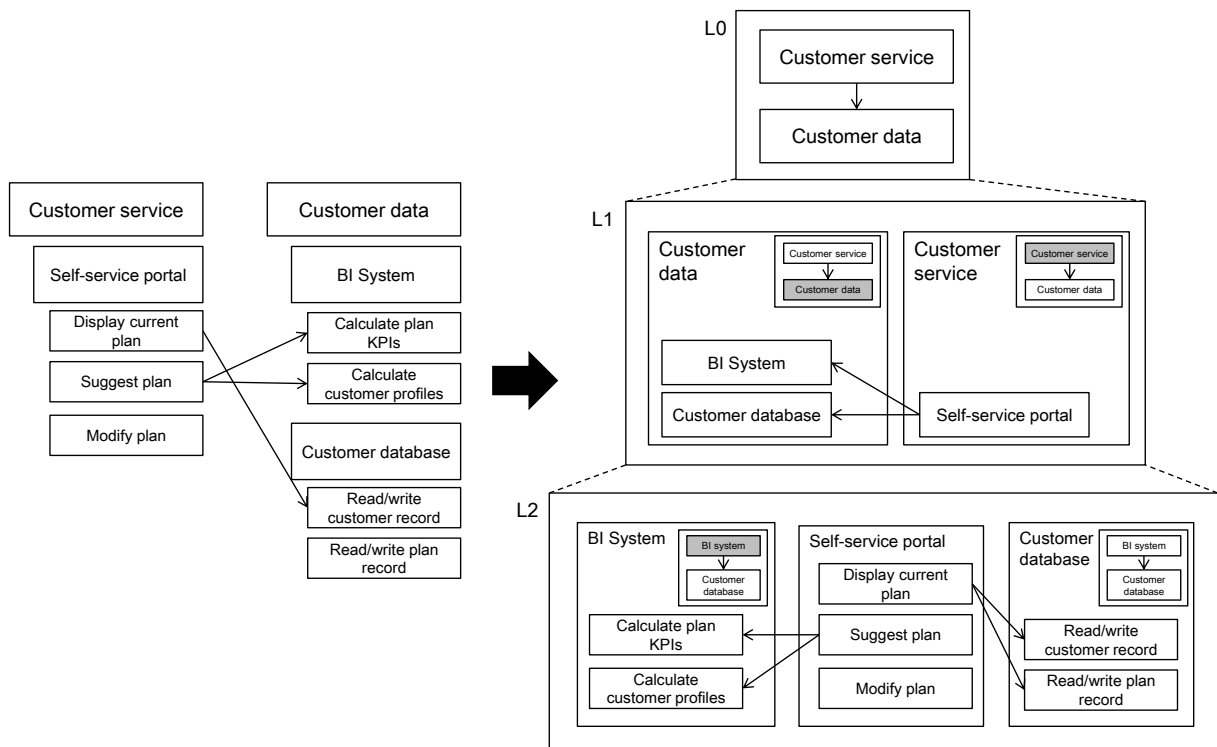 Customer service
Customer data
Self-service portal
BI System
Display current
plan
Calculate plan
KPIs
Suggest plan
Calculate
customer profiles
Modify plan
Customer database
Read/write
customer record
Read/write plan
record
L0
Customer service
Customer data
L1
Customer
data
Customer service
Customer data
BI System
Customer database
Customer
service
Customer service
Customer data
Self-service portal
L2
BI System
BI system
Customer
database
Calculate plan
KPIs
Calculate
customer profiles
Self-service portal
Display current
plan
Suggest plan
Modify plan
Customer
database
BI system
Customer
database
Read/write
customer record
Read/write plan
record